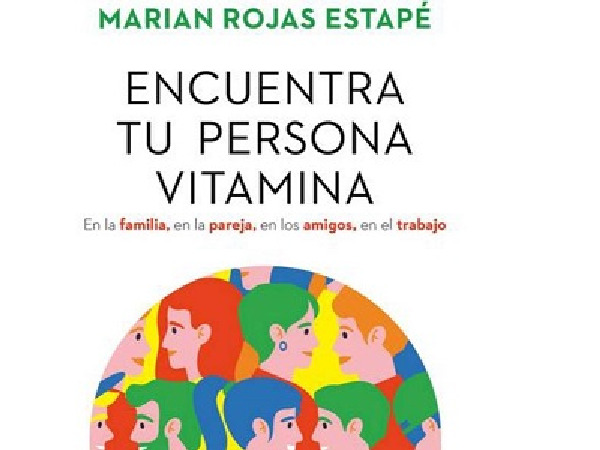 MARIAN ROJAS ESTAPÉ
ENCUENTRA
TU PERSONA
VITAMINA
En la familia, en la pareja, en los amigos, en el trabajo